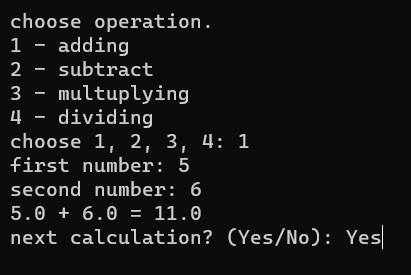 choose operation.
1 - adding
2 - subtract
3 - multuplying
4 - dividing
choose 1, 2, 3, 4: 1
first number: 5
second number: 6
5.0 + 6.0 = 11.0
next calculation? (Yes/No): Yes